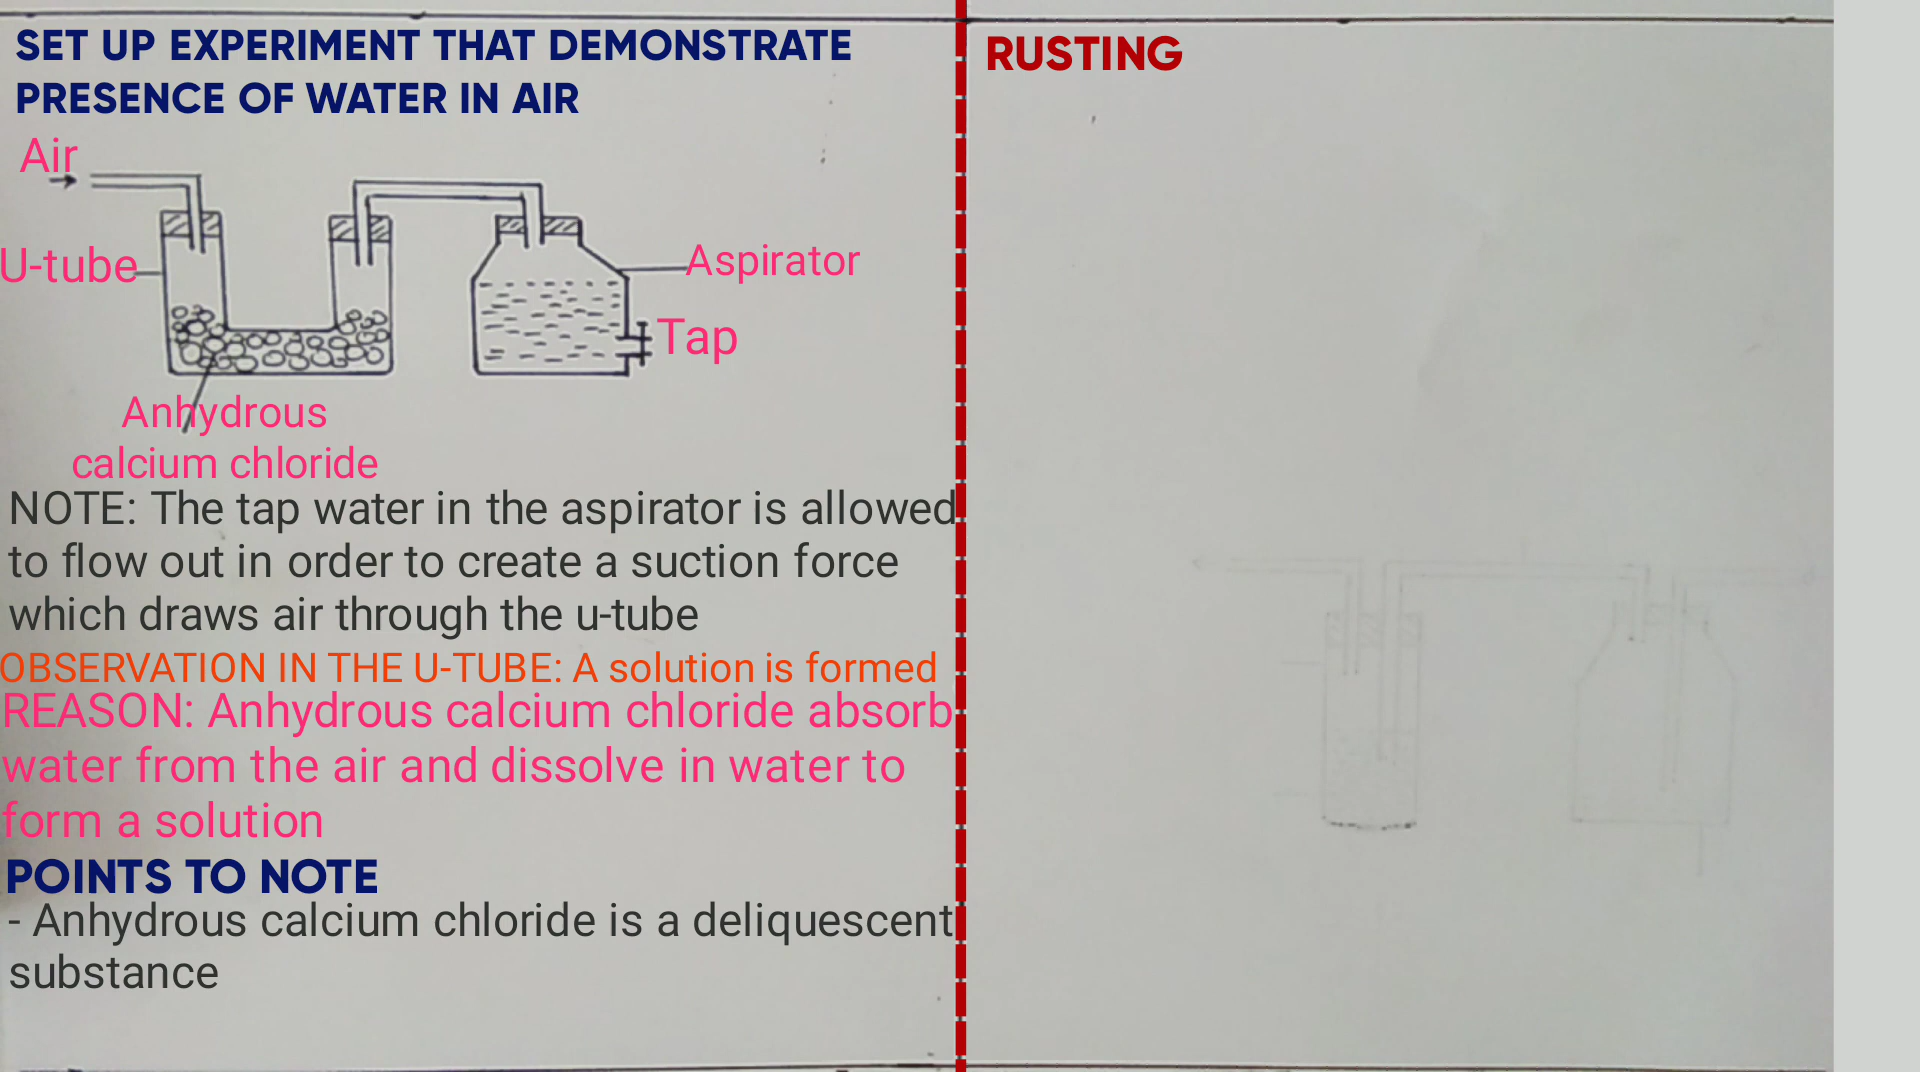 SET UP EXPERIMENT THAT DEMONSTRATE
PRESENCE OF WATER IN AIR
Air
U-tube
Aspirator
Tap
Anhydrous
calcium chloride
NOTE: The tap water in the aspirator is allowed
to flow out in order to create a suction force
which draws air through the u-tube
OBSERVATION IN THE U-TUBE: A solution is formed
REASON: Anhydrous calcium chloride absorb
water from the air and dissolve in water to
form a solution
POINTS TO NOTE
- Anhydrous calcium chloride is a deliquescent
substance
RUSTING